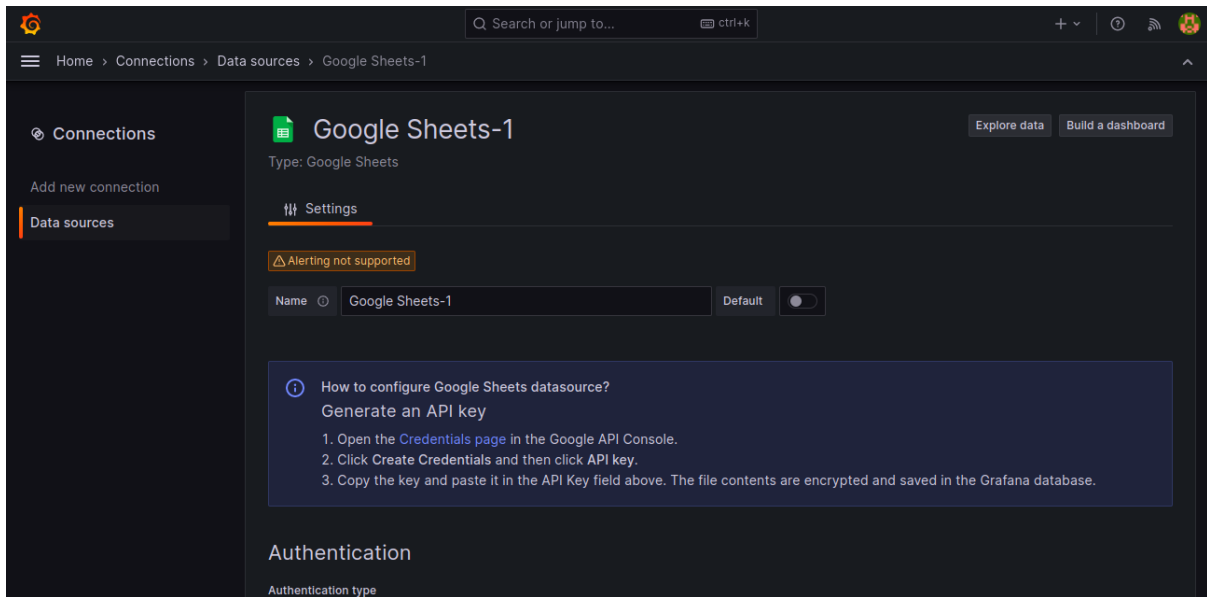 Search or jump to... ctrl+k
Home › Connections › Data sources › Google Sheets-1
Connections
Add new connection
Data sources
Google Sheets-1
Explore data
Build a dashboard
Type: Google Sheets
Settings
Alerting not supported
Name Google Sheets-1 Default
How to configure Google Sheets datasource?
Generate an API key
1. Open the Credentials page in the Google API Console.
2. Click Create Credentials and then click API key.
3. Copy the key and paste it in the API Key field above. The file contents are encrypted and saved in the Grafana database.
Authentication
Authentication type